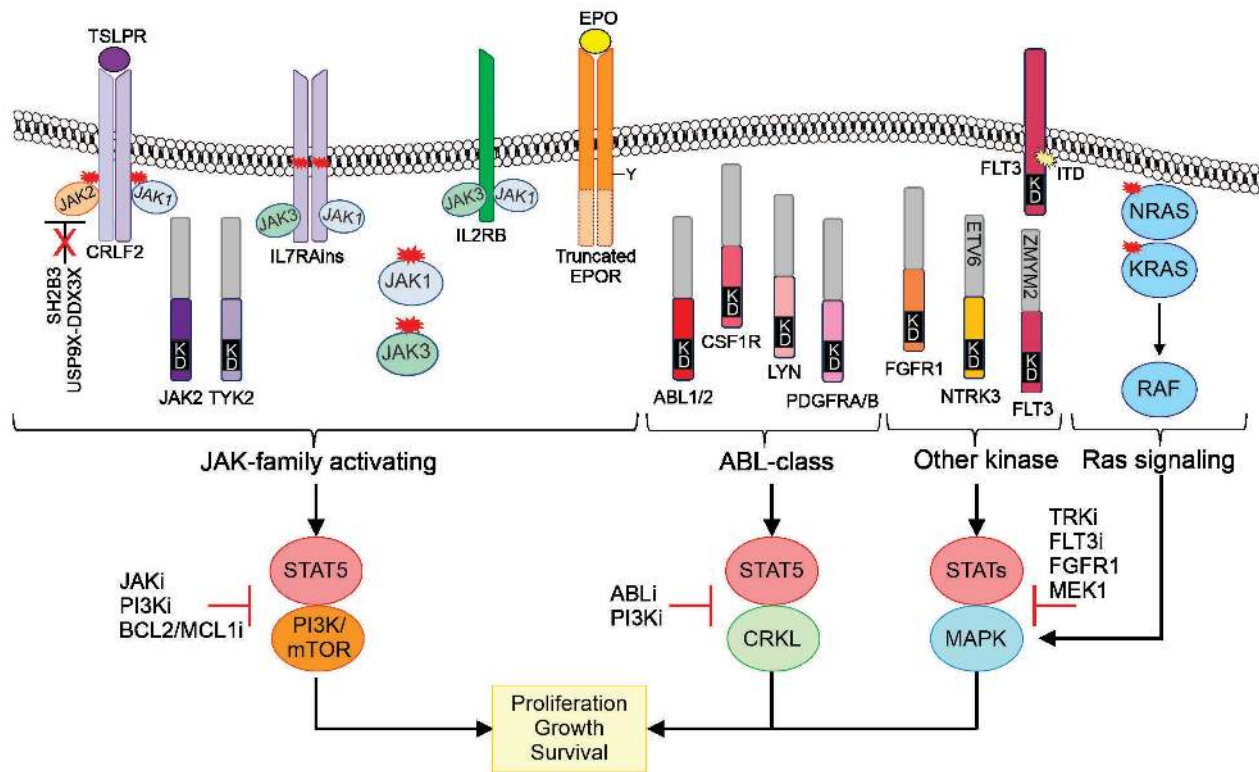 TSLPR
EPO
JAK2
JAK1
CRLF2
SH2B3
USP9X-DDX3X
KD
JAK2
KD
TYK2
JAK3
JAK1
IL7RAins
JAK1
JAK3
JAK3
JAK1
IL2RB
Y
Truncated
EPOR
KD
ABL1/2
KD
CSF1R
KD
LYN
KD
PDGFRA/B
KD
FGFR1
ETV6
KD
NTRK3
FLT3
KD
ITD
ZMYM2
KD
FLT3
NRAS
KRAS
RAF
JAK-family activating
ABL-class
Other kinase
Ras signaling
JAKi
PI3Ki
BCL2/MCL1i
STAT5
PI3K/
mTOR
ABLi
PI3Ki
STAT5
CRKL
STATs
MAPK
TRKi
FLT3i
FGFR1
MEK1
Proliferation
Growth
Survival